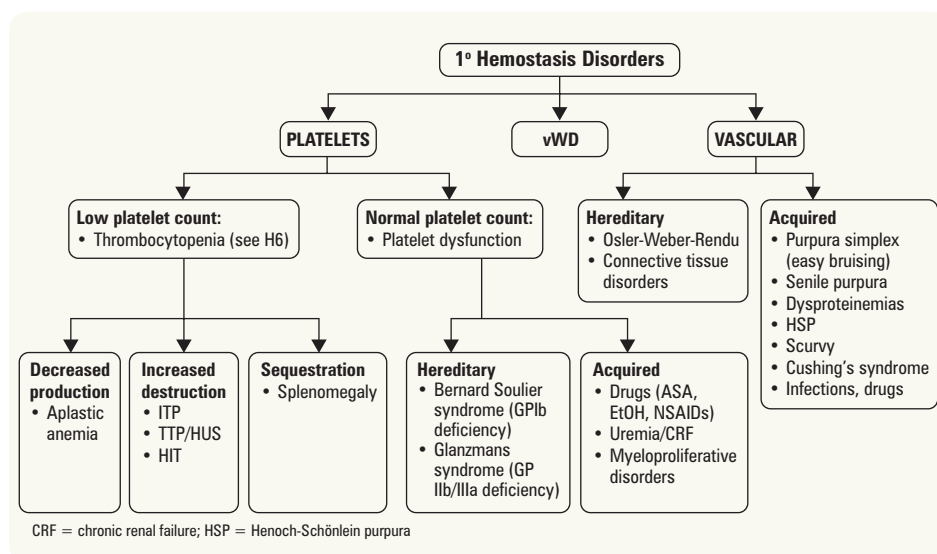 1º Hemostasis Disorders
PLATELETS
vWD
VASCULAR
Low platelet count:
• Thrombocytopenia (see H6)
Normal platelet count:
• Platelet dysfunction
Hereditary
• Osler-Weber-Rendu
• Connective tissue
disorders
Acquired
• Purpura simplex
(easy bruising)
• Senile purpura
• Dysproteinemias
• HSP
• Scurvy
• Cushing's syndrome
• Infections, drugs
Decreased
production
• Aplastic
anemia
Increased
destruction
• ITP
• TTP/HUS
• HIT
Sequestration
• Splenomegaly
Hereditary
• Bernard Soulier
syndrome (GPIb
deficiency)
• Glanzmans
syndrome (GP
IIb/IIIa deficiency)
Acquired
• Drugs (ASA,
EtOH, NSAIDs)
• Uremia/CRF
• Myeloproliferative
disorders
CRF = chronic renal failure; HSP = Henoch-Schönlein purpura